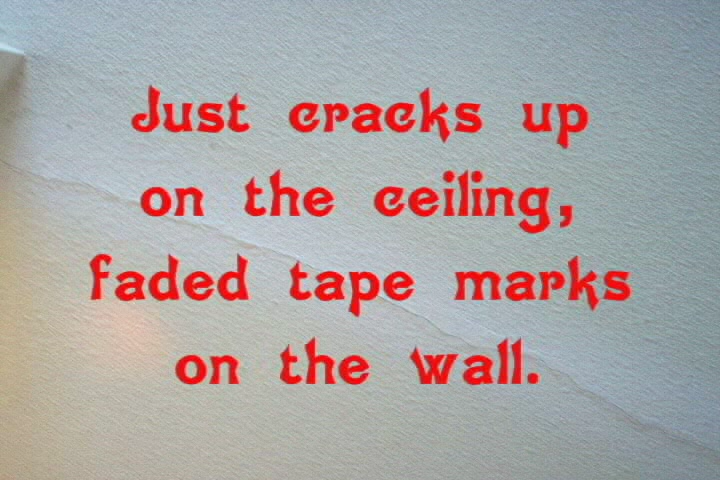 Just cracks up
on the ceiling,
faded tape marks
on the wall.